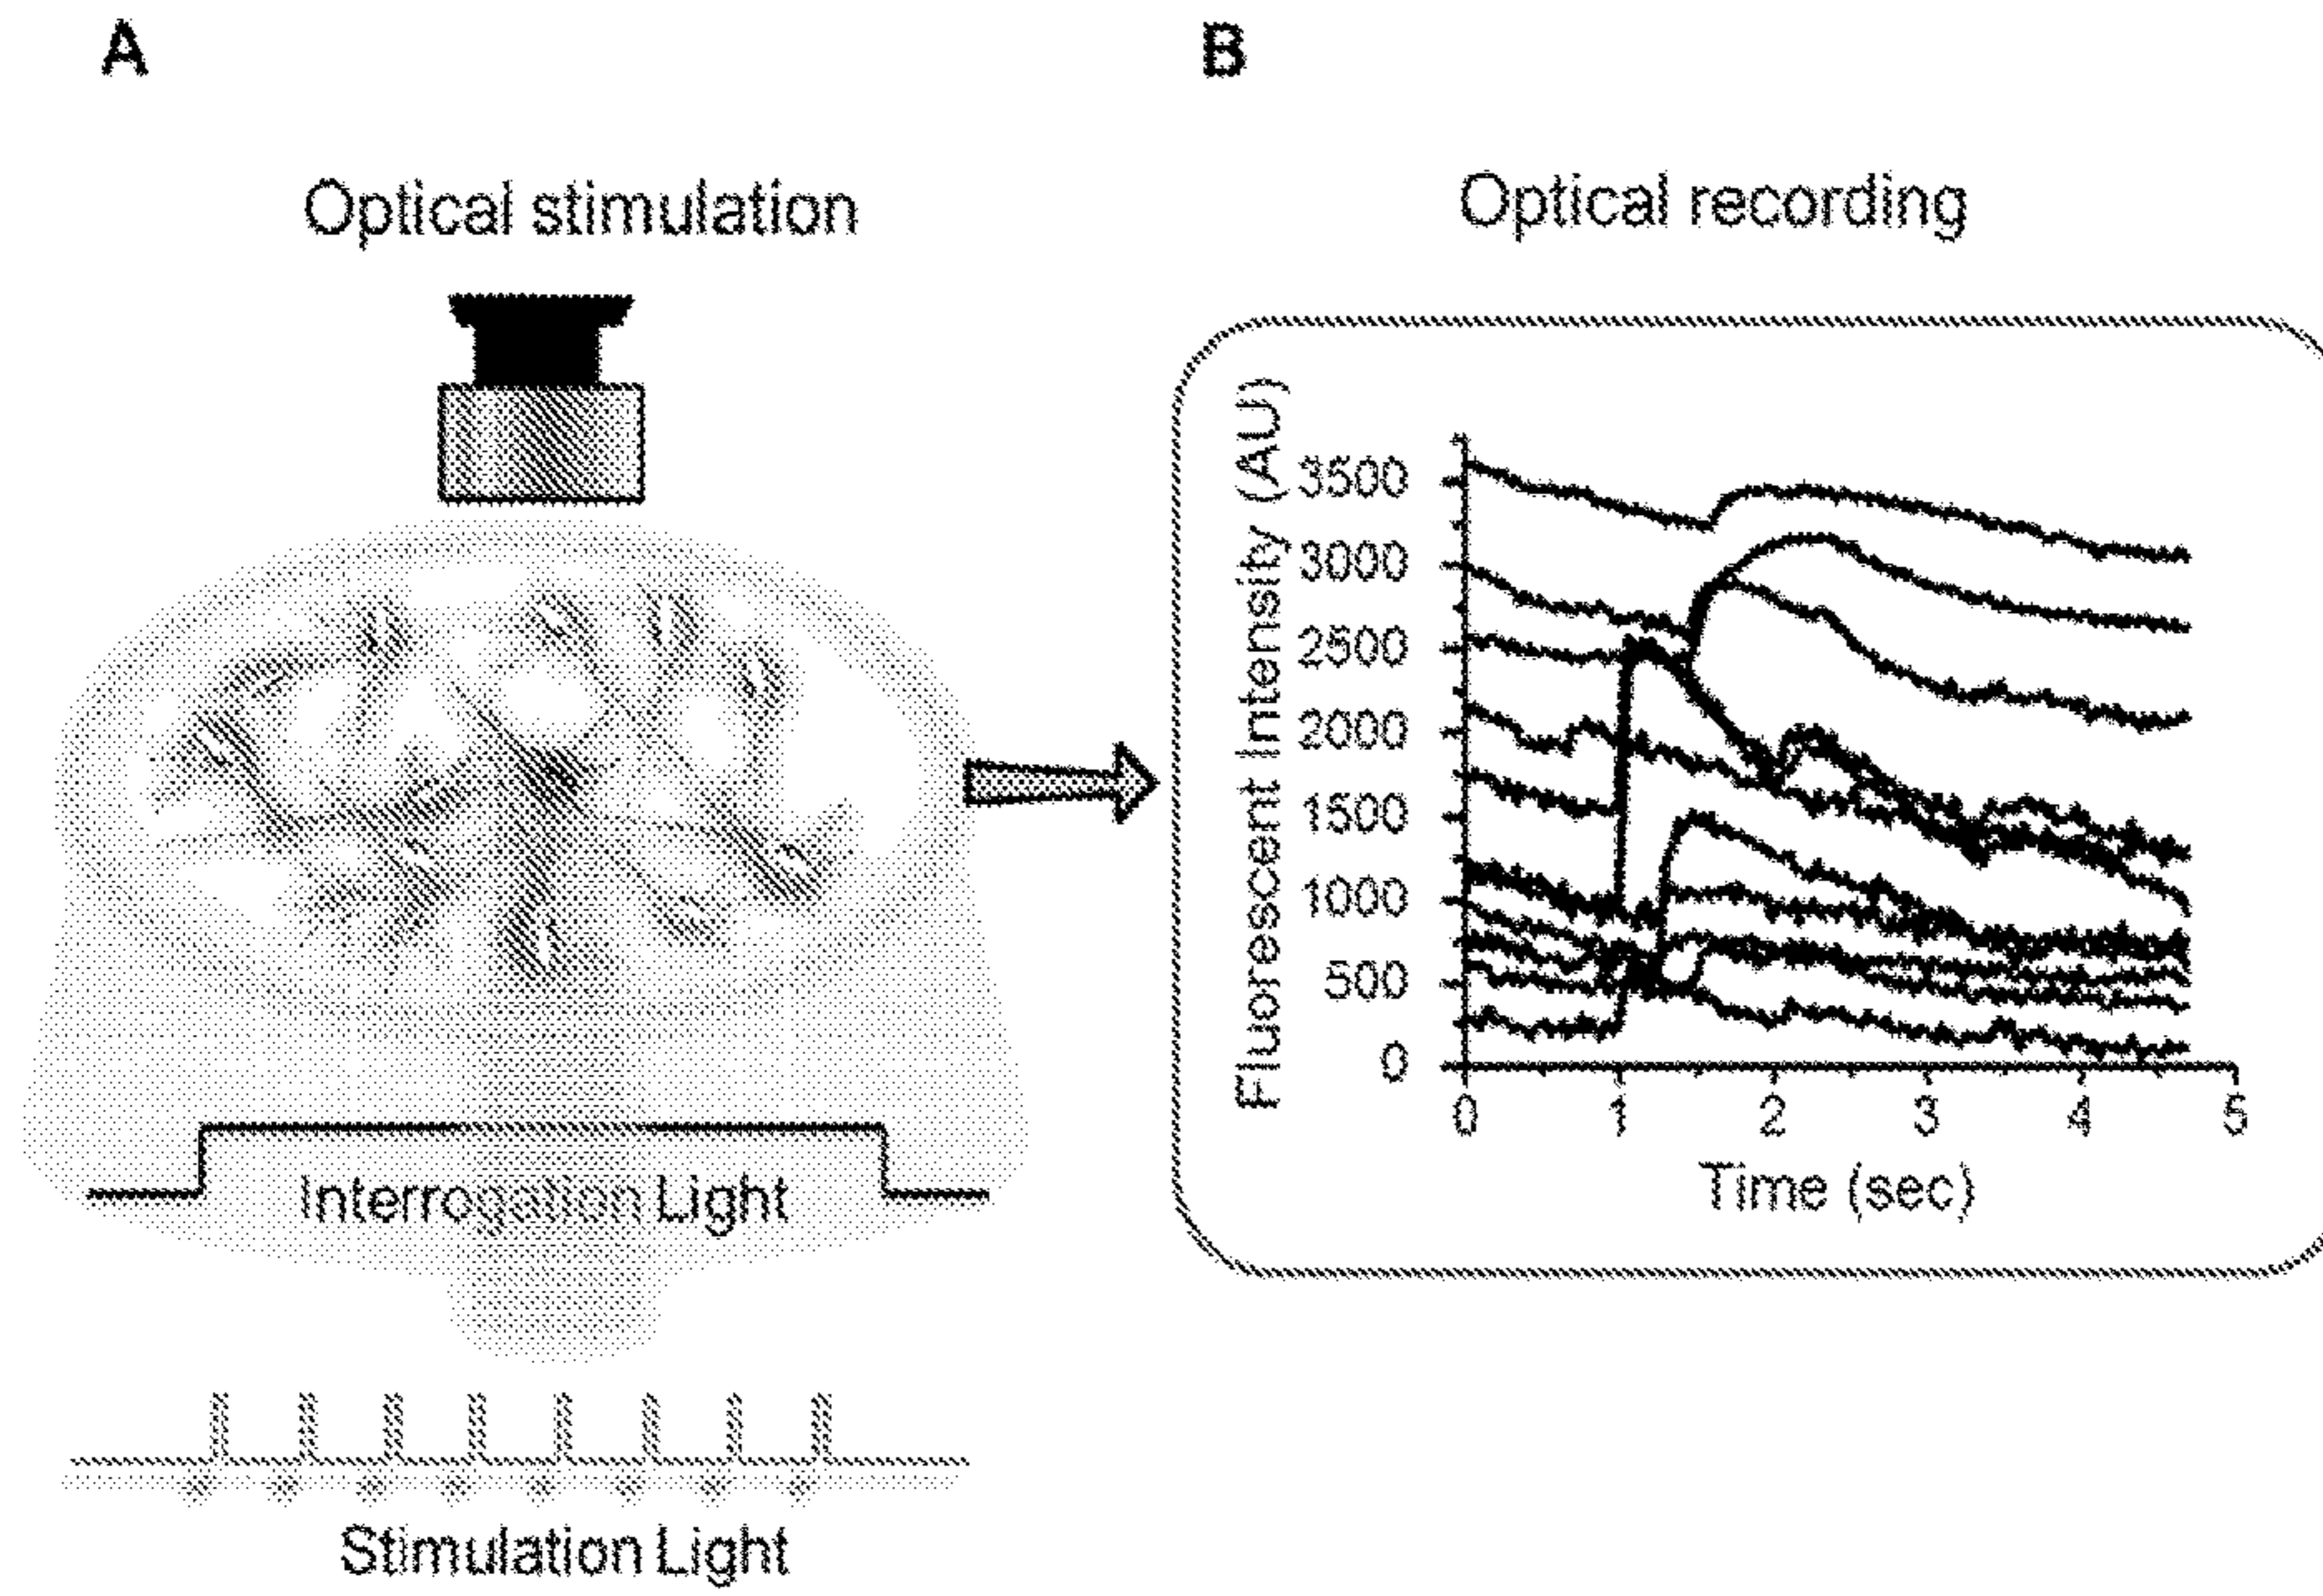 A
B
Optical stimulation
Optical recording
Fluorescent Intensity (AU)
3500
3000
2500
2000
1500
1000
500
0
0 1 2 3 4 5
Time (sec)
Interrogation Light
Stimulation Light